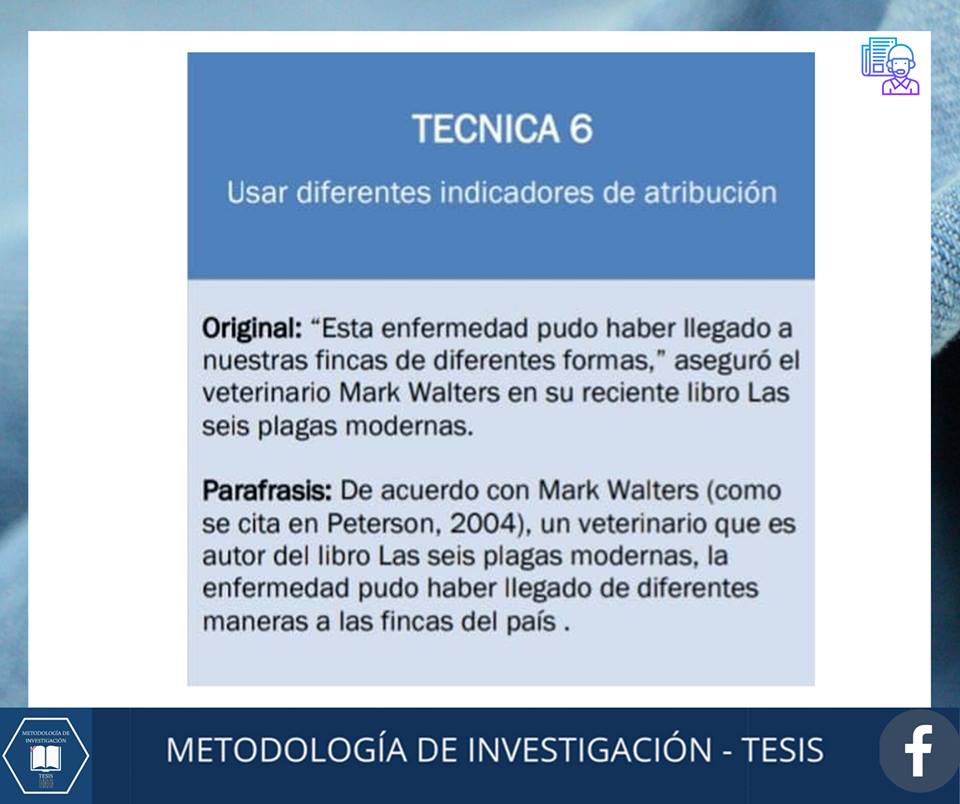 TECNICA 6
Usar diferentes indicadores de atribución
Original: “Esta enfermedad pudo haber llegado a
nuestras fincas de diferentes formas,” aseguró el
veterinario Mark Walters en su reciente libro Las
seis plagas modernas.
Parafrasis: De acuerdo con Mark Walters (como
se cita en Peterson, 2004), un veterinario que es
autor del libro Las seis plagas modernas, la
enfermedad pudo haber llegado de diferentes
maneras a las fincas del país .
METODOLOGÍA DE
INVESTIGACIÓN
TESIS
METODOLOGÍA DE INVESTIGACIÓN - TESIS
f